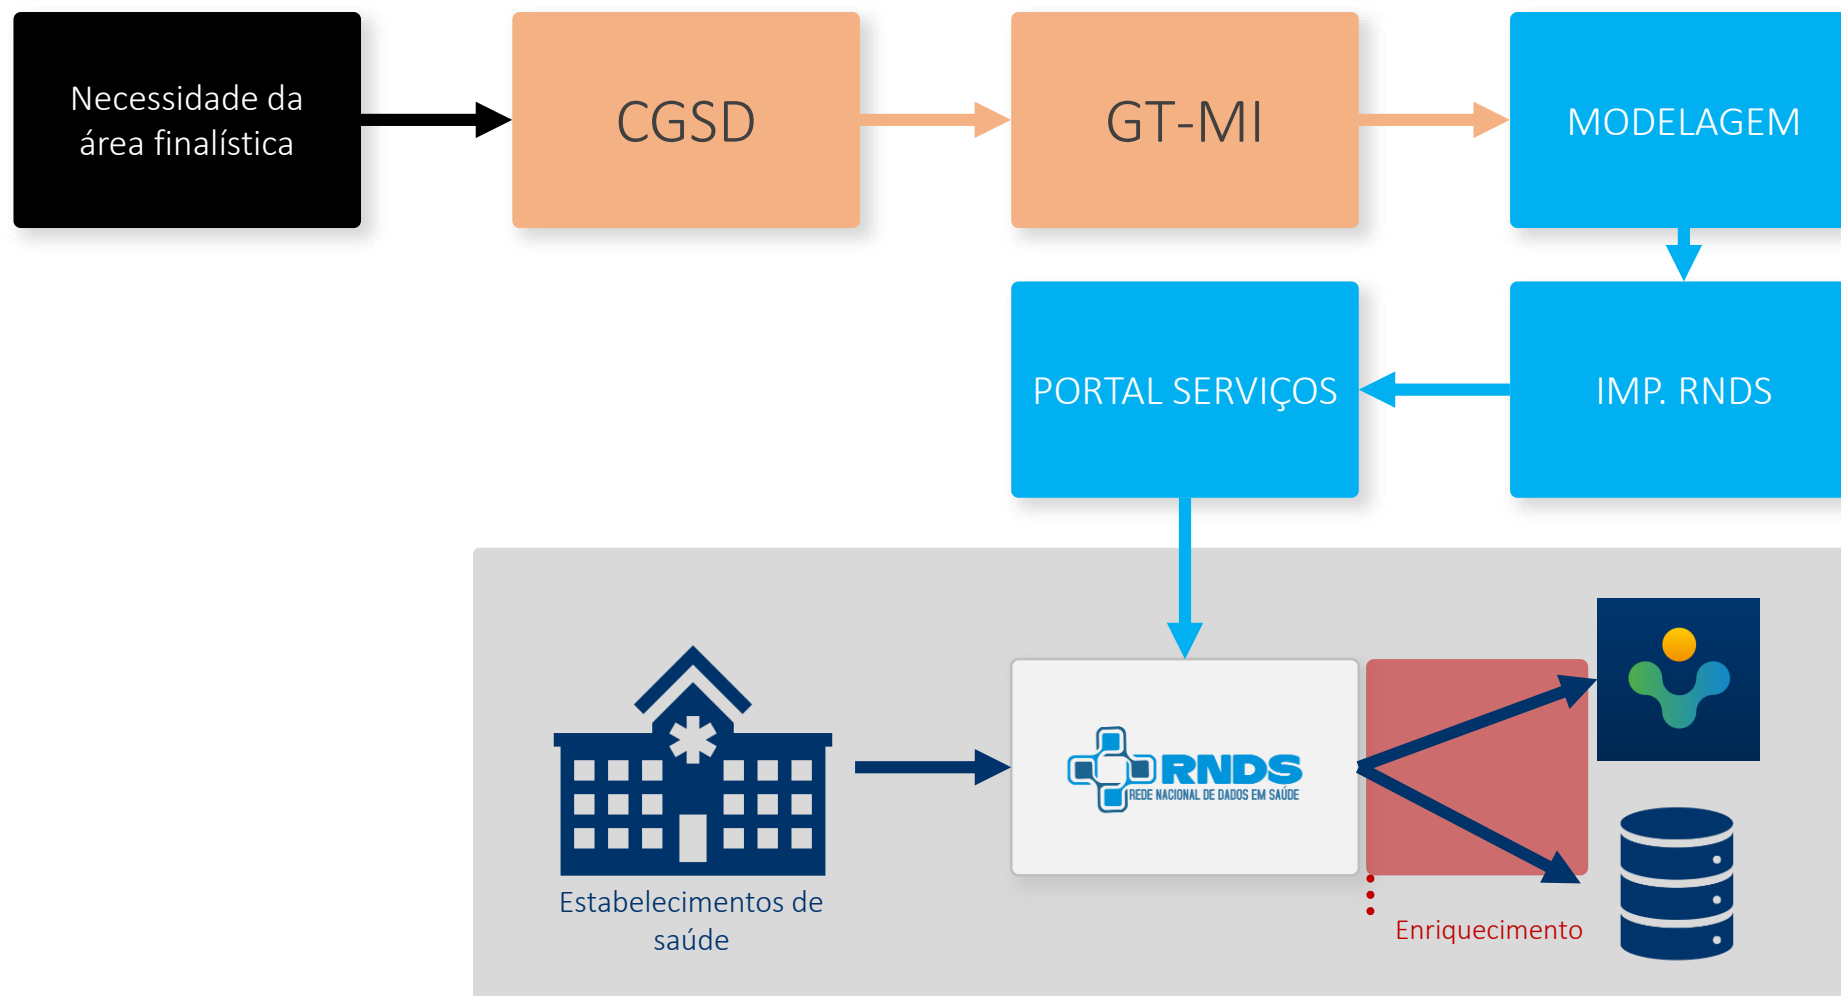 Necessidade da
área finalística
CGSD
GT-MI
MODELAGEM
PORTAL SERVIÇOS
IMP. RNDS
RNDS
REDE NACIONAL DE DADOS EM SAÚDE
Estabelecimentos de
saúde
Enriquecimento